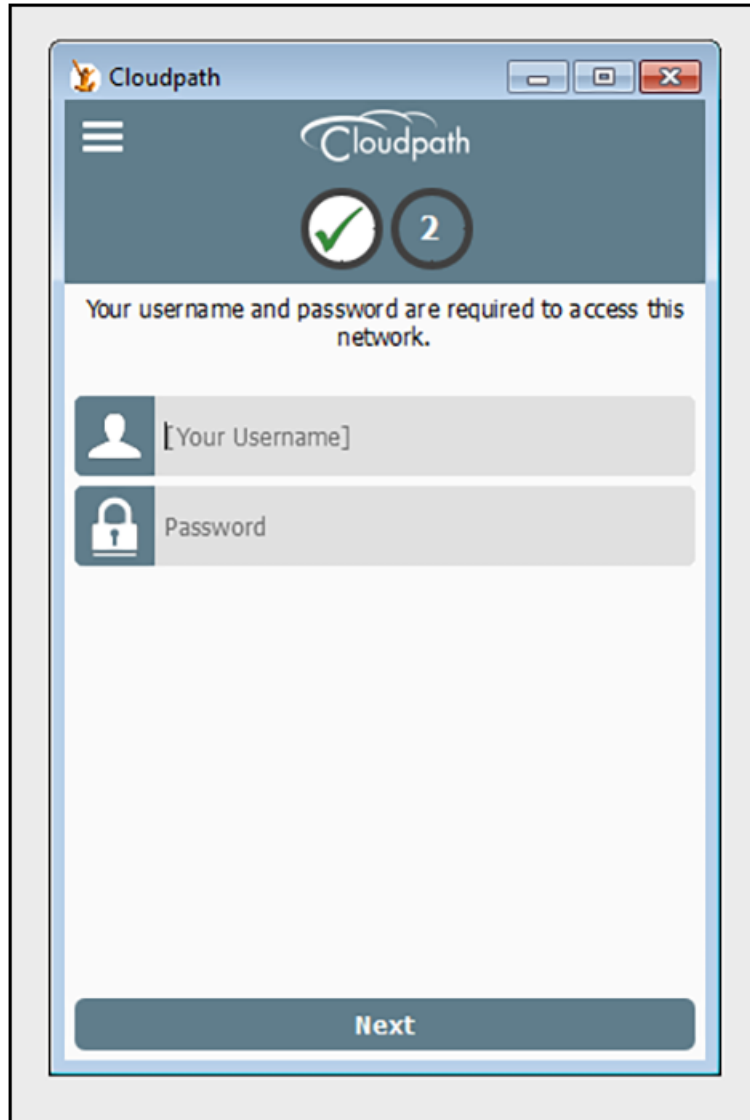 Cloudpath
Cloudpath
2
Your username and password are required to access this
network.
[Your Username]
Password
Next